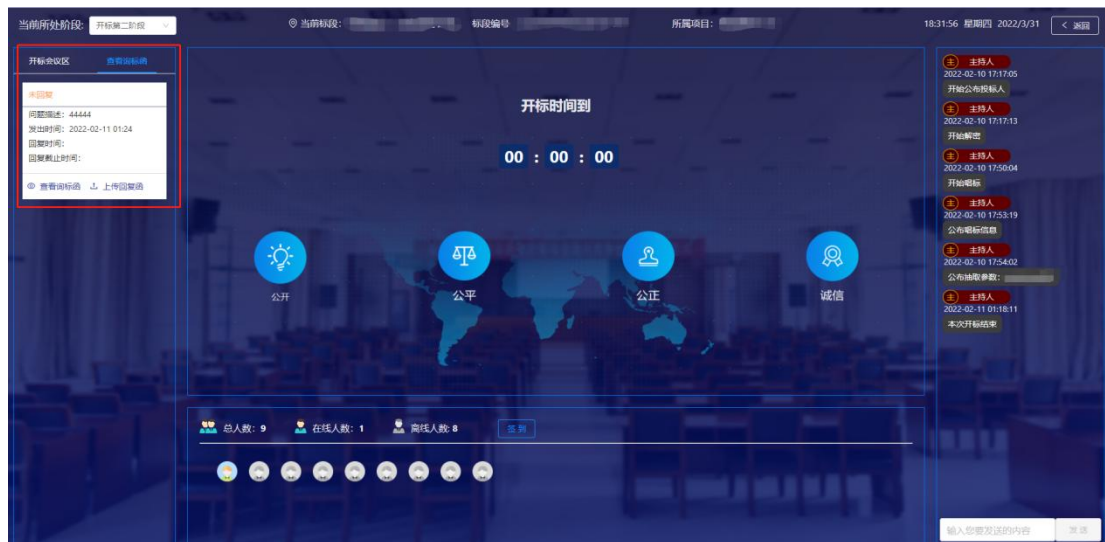 当前所处阶段: 开标第二阶段
当前标段:
标段编号
所属项目:
18:31:56 星期四 2022/3/31
< 返回
开标会议区 查看询标函
未回复
问题描述: 44444
发出时间: 2022-02-11 01:24
回复时间:
回复截止时间:
查看询标函 上传回复函
开标时间到
00 : 00 : 00
公开
公平
公正
诚信
总人数: 9 在线人数: 1 离线人数: 8 签到
主 主持人
2022-02-10 17:17:05
开始公布投标人
主 主持人
2022-02-10 17:17:13
开始解密
主 主持人
2022-02-10 17:50:04
开始唱标
主 主持人
2022-02-10 17:53:19
公布唱标信息
主 主持人
2022-02-10 17:54:02
公布抽取参数:
主 主持人
2022-02-11 01:18:11
本次开标结束
输入您要发送的内容 发送